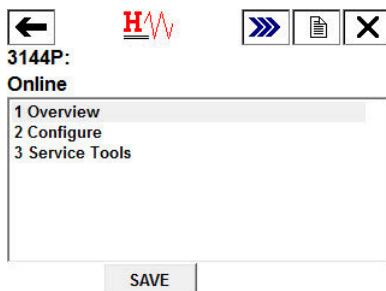 H
3144P:
Online
1 Overview
2 Configure
3 Service Tools
SAVE